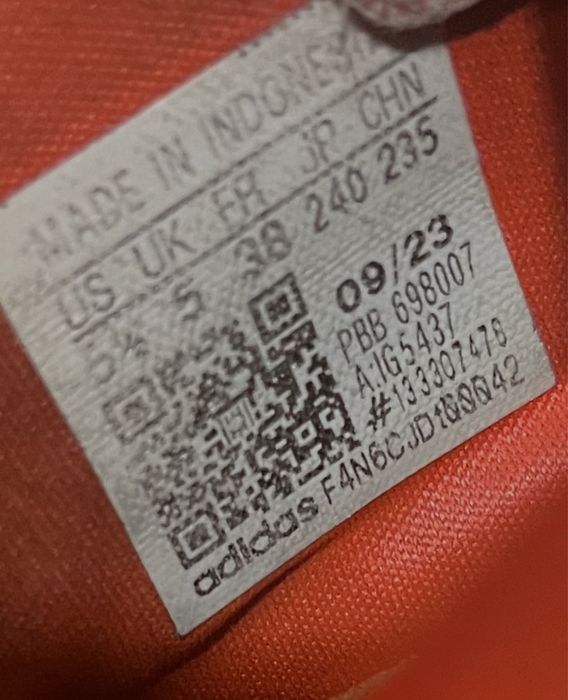 MADE IN INDONESIA
US UK FR JP CHN
5½ 5 38 240 235
09/23
PBB 698007
A:IG5437
#133307478
adidas